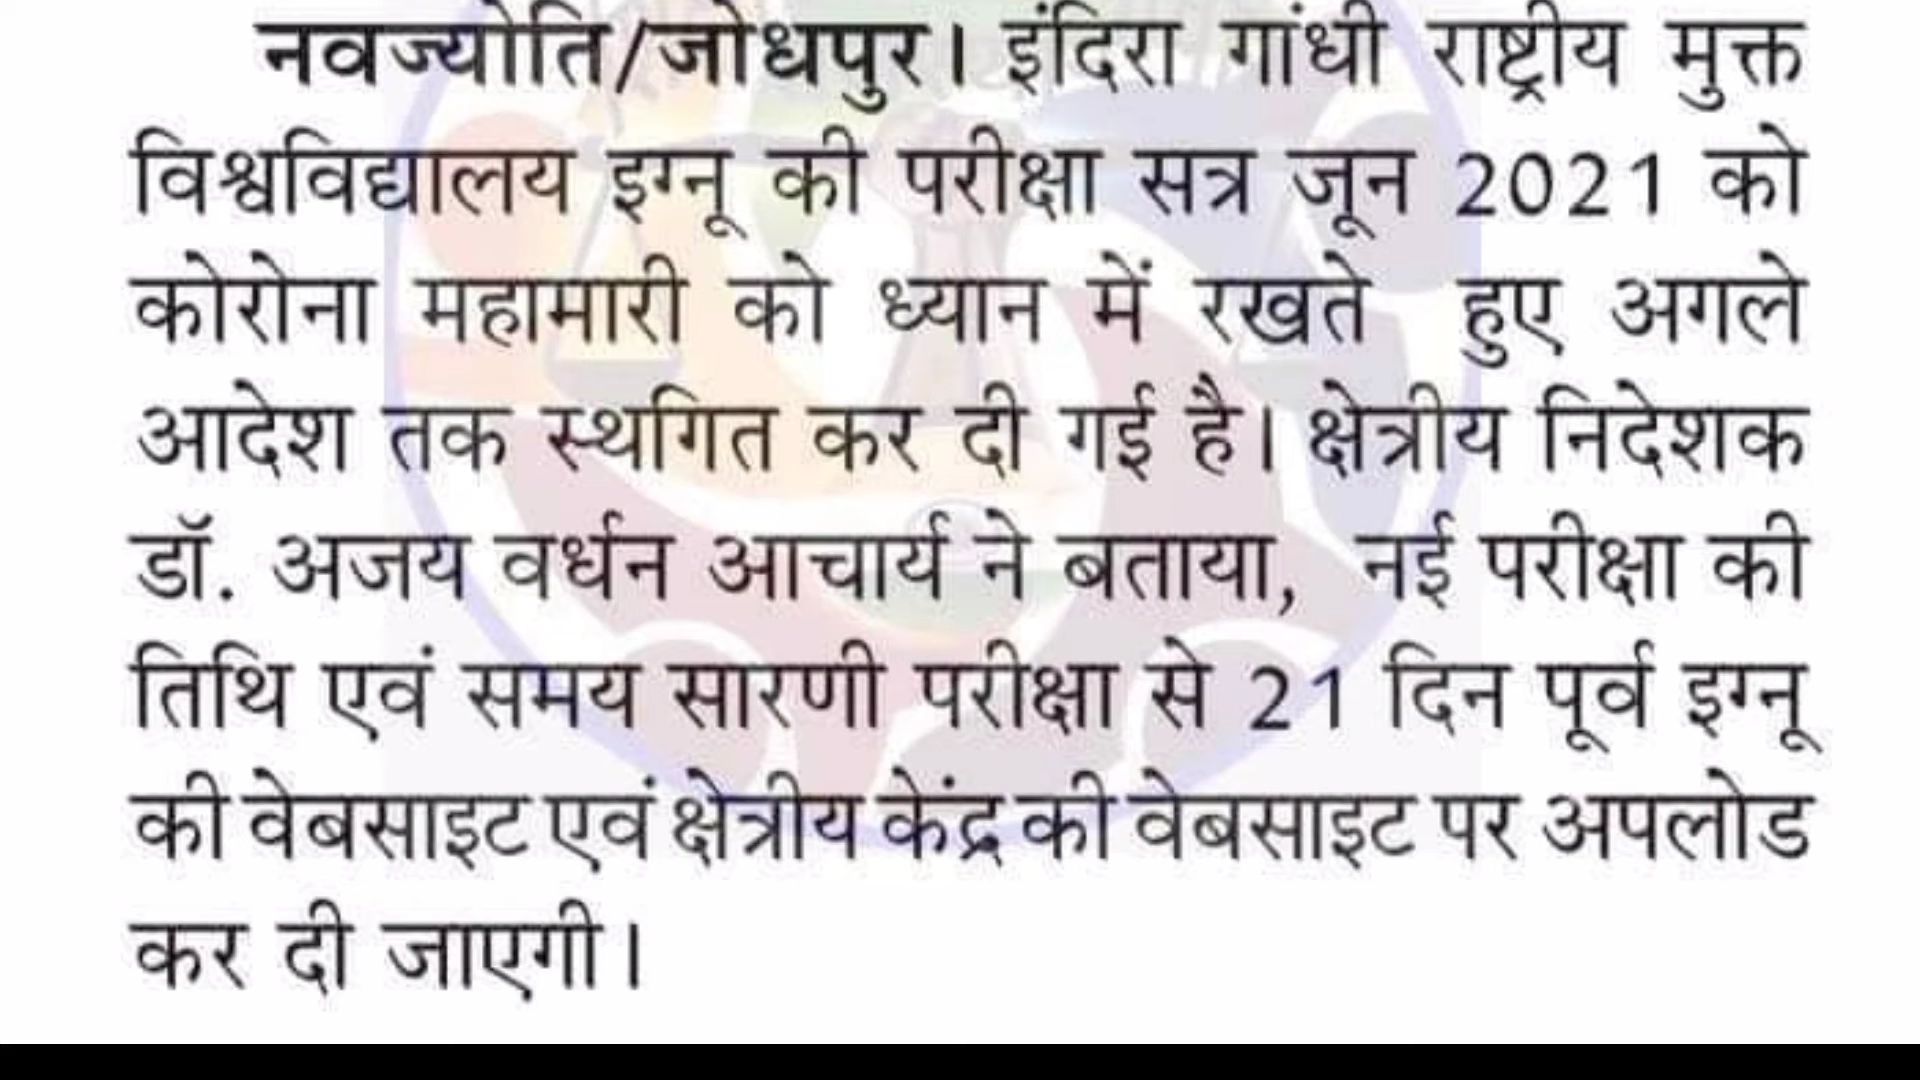 नवज्योति/जोधपुर। इंदिरा गांधी राष्ट्रीय मुक्त
विश्वविद्यालय इग्नू की परीक्षा सत्र जून 2021 को
कोरोना महामारी को ध्यान में रखते हुए अगले
आदेश तक स्थगित कर दी गई है। क्षेत्रीय निदेशक
डॉ. अजय वर्धन आचार्य ने बताया, नई परीक्षा की
तिथि एवं समय सारणी परीक्षा से 21 दिन पूर्व इग्नू
की वेबसाइट एवं क्षेत्रीय केंद्र की वेबसाइट पर अपलोड
कर दी जाएगी।